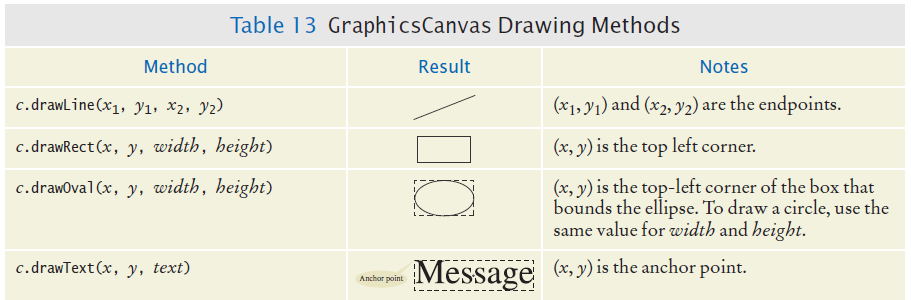 Table 13 GraphicsCanvas Drawing Methods
Method Result Notes
c.drawLine(x₁, y₁, x₂, y₂) (x₁, y₁) and (x₂, y₂) are the endpoints.
c.drawRect(x, y, width, height) (x, y) is the top left corner.
c.drawOval(x, y, width, height) (x, y) is the top-left corner of the box that
bounds the ellipse. To draw a circle, use the
same value for width and height.
c.drawText(x, y, text) Anchor point Message (x, y) is the anchor point.